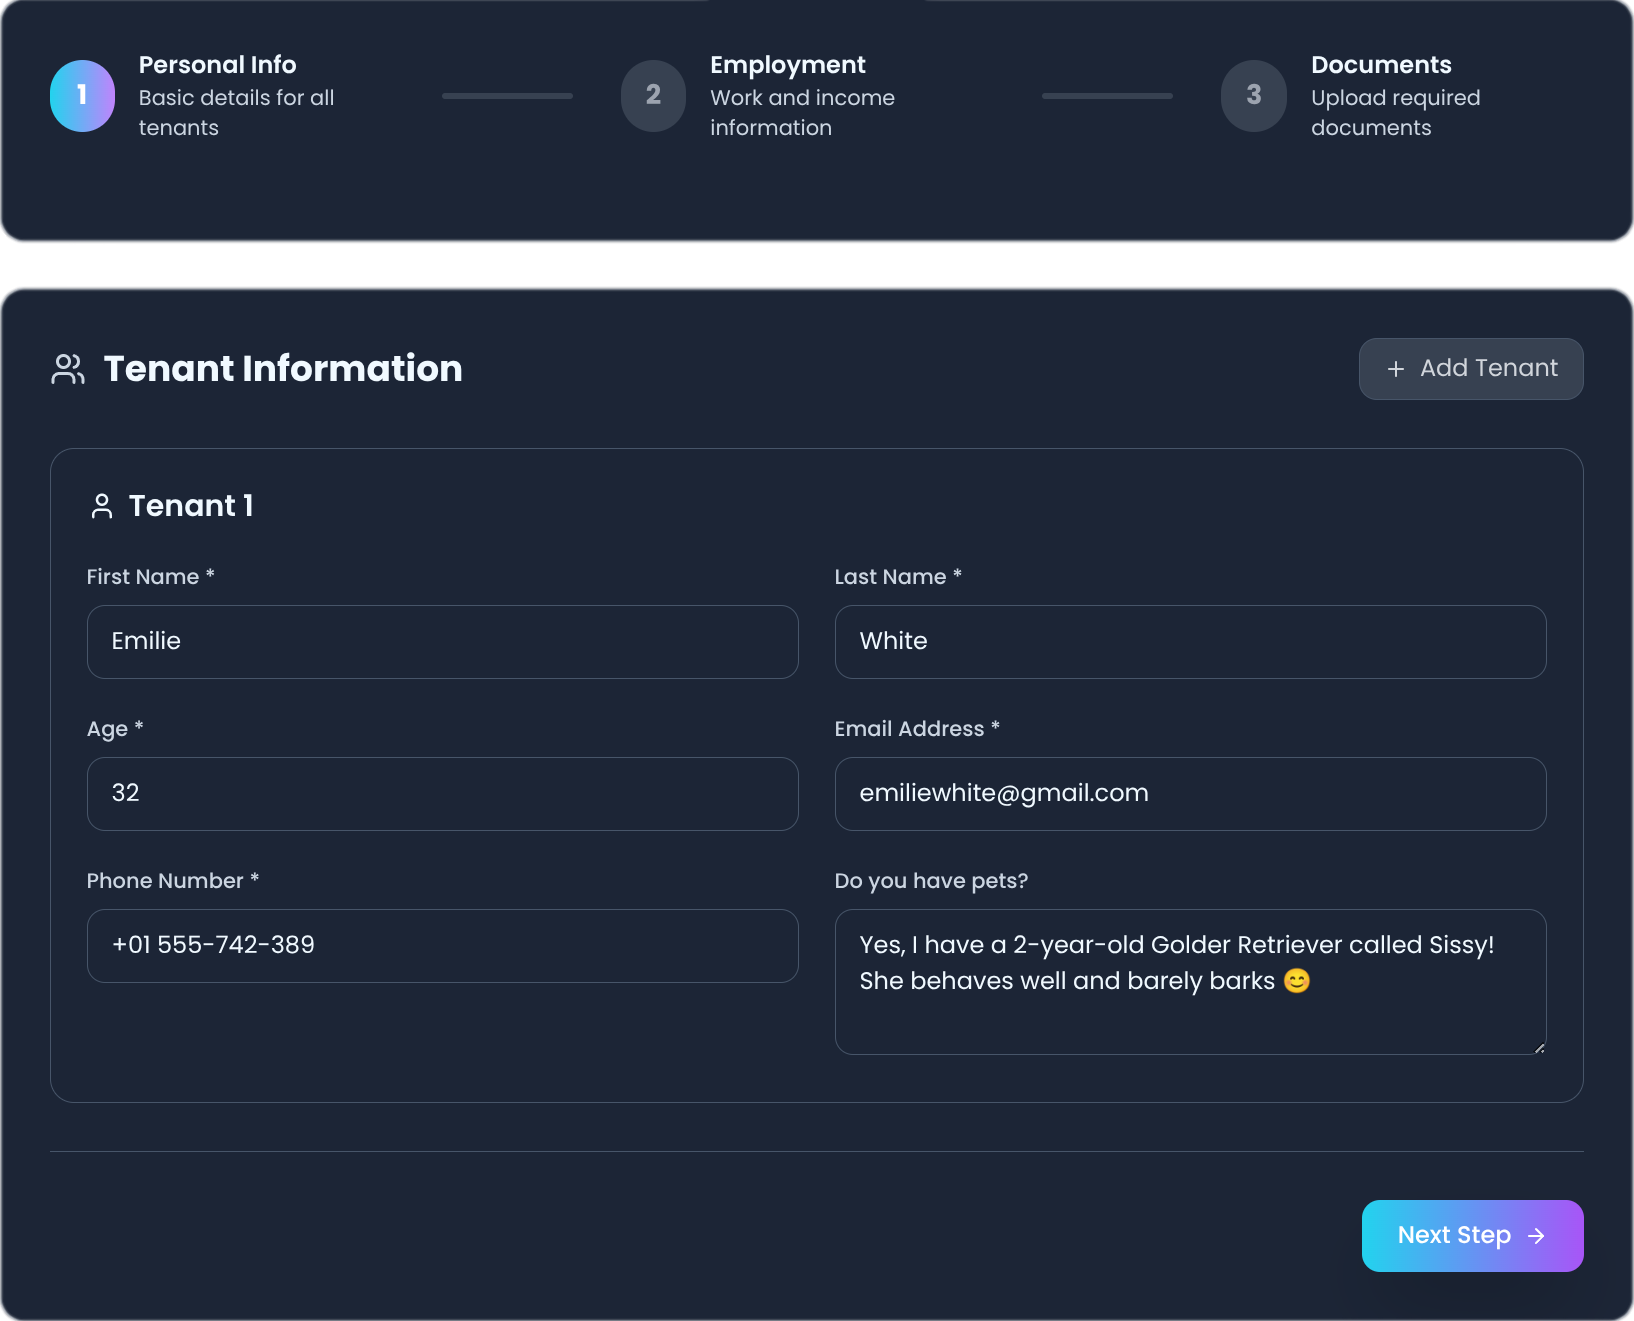 1
Personal Info
Basic details for all
tenants
2
Employment
Work and income
information
3
Documents
Upload required
documents
Tenant Information
+ Add Tenant
Tenant 1
First Name *
Emilie
Last Name *
White
Age *
32
Email Address *
emiliewhite@gmail.com
Phone Number *
+01 555-742-389
Do you have pets?
Yes, I have a 2-year-old Golder Retriever called Sissy!
She behaves well and barely barks 😊
Next Step →